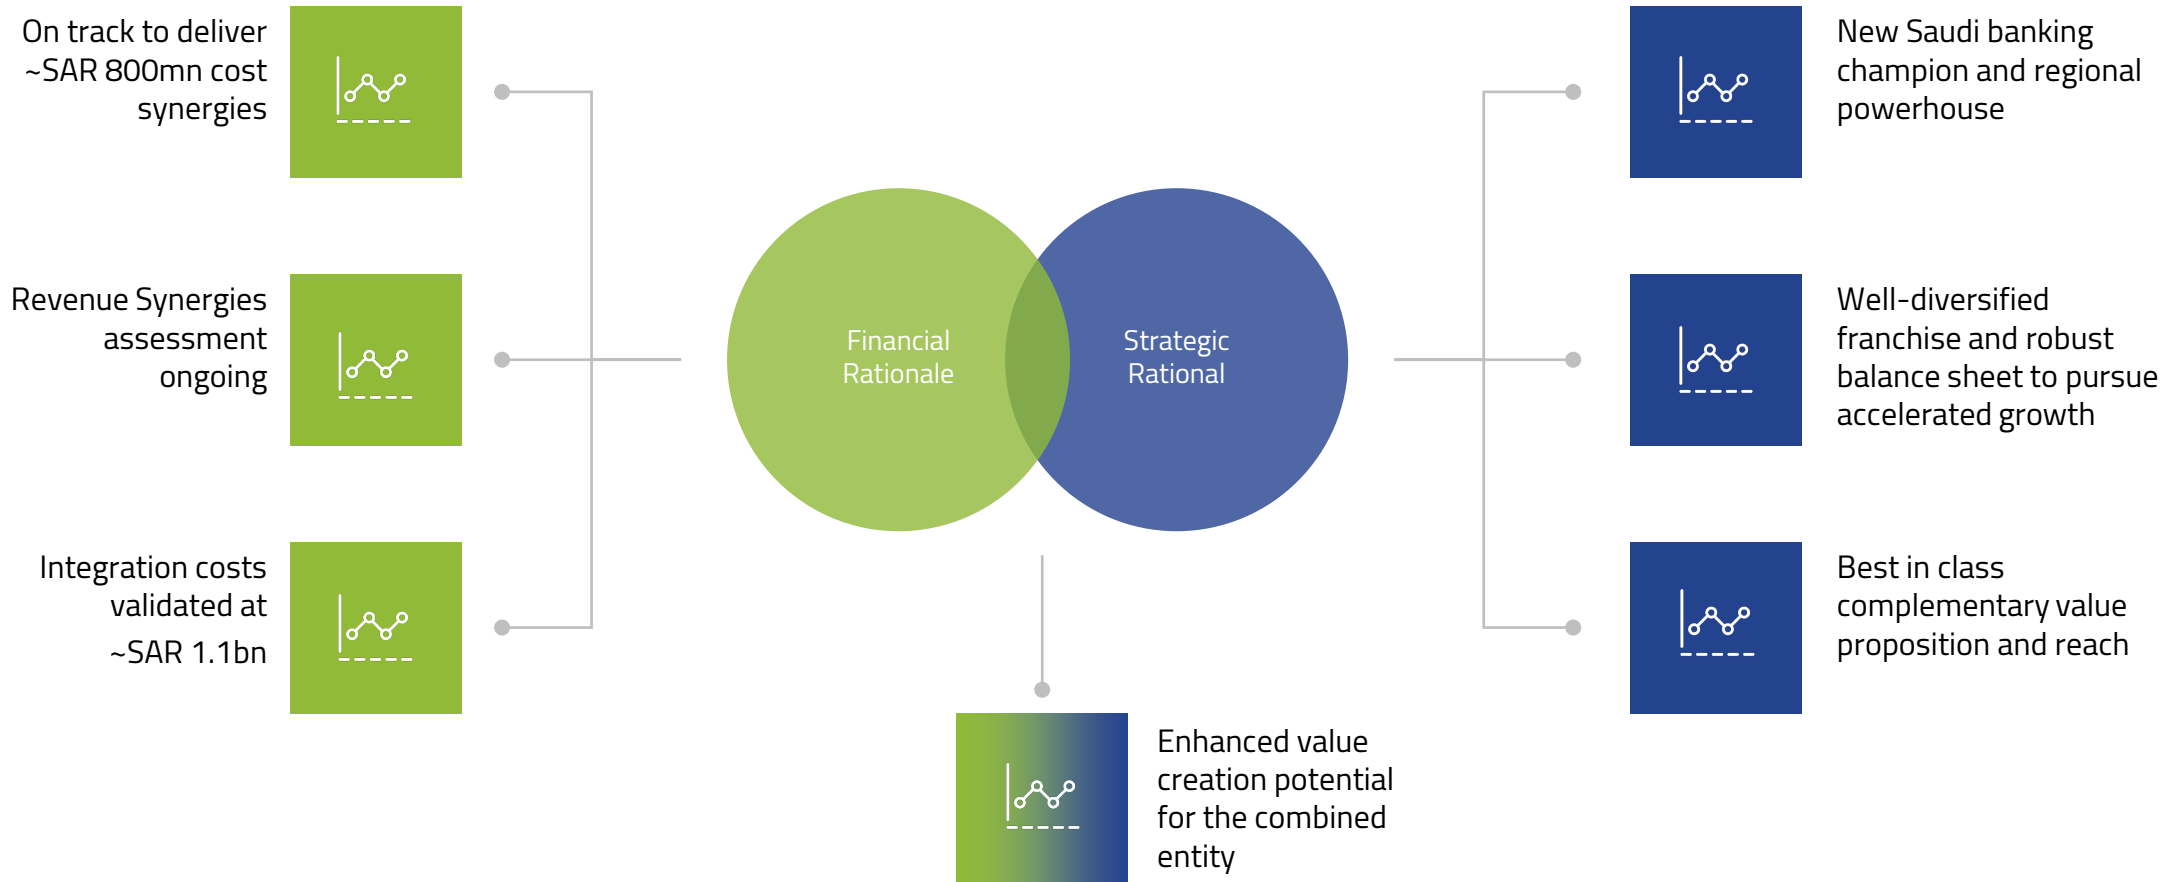 On track to deliver
~SAR 800mn cost
synergies
Revenue Synergies
assessment
ongoing
Integration costs
validated at
~SAR 1.1bn
Financial
Rationale
Strategic
Rational
Enhanced value
creation potential
for the combined
entity
New Saudi banking
champion and regional
powerhouse
Well-diversified
franchise and robust
balance sheet to pursue
accelerated growth
Best in class
complementary value
proposition and reach